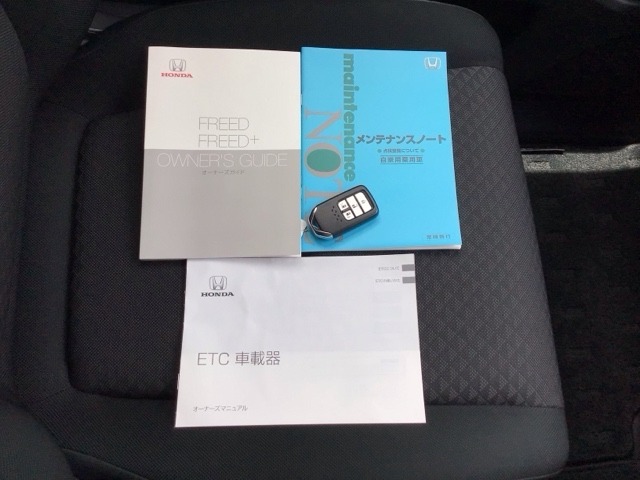 HONDA
FREED
FREED+
OWNER'S GUIDE
オーナーズガイド
maintenance
NOT
メンテナンスノート
自家用乗用車
HONDA
ETC 車載器
オーナーズマニュアル